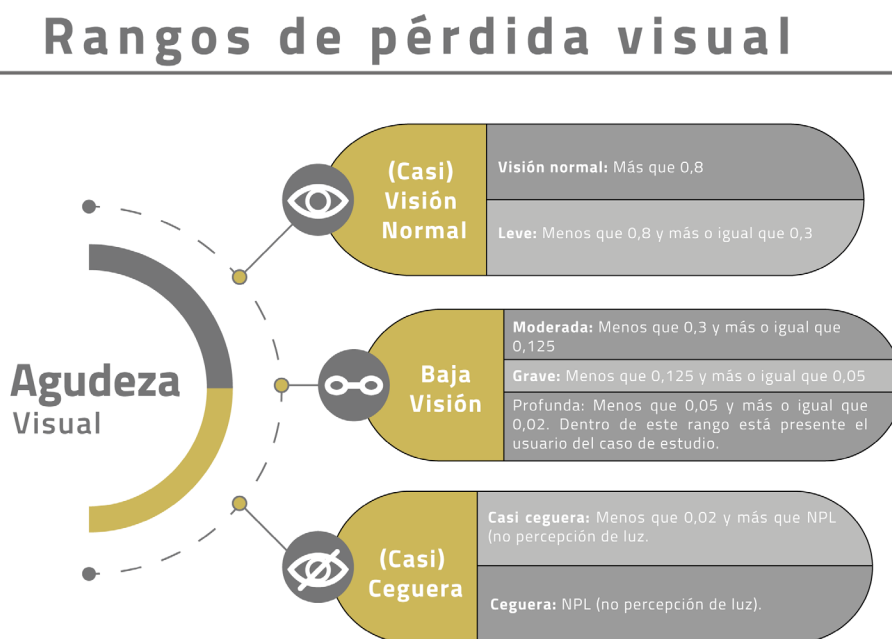 Rangos de pérdida visual
Agudeza
Visual
(Casi)
Visión
Normal
Visión normal: Más que 0,8
Leve: Menos que 0,8 y más o igual que 0,3
Baja
Visión
Moderada: Menos que 0,3 y más o igual que
0,125
Grave: Menos que 0,125 y más o igual que 0,05
Profunda: Menos que 0,05 y más o igual que
0,02. Dentro de este rango está presente el
usuario del caso de estudio.
(Casi)
Ceguera
Casi ceguera: Menos que 0,02 y más que NPL
(no percepción de luz.
Ceguera: NPL (no percepción de luz).